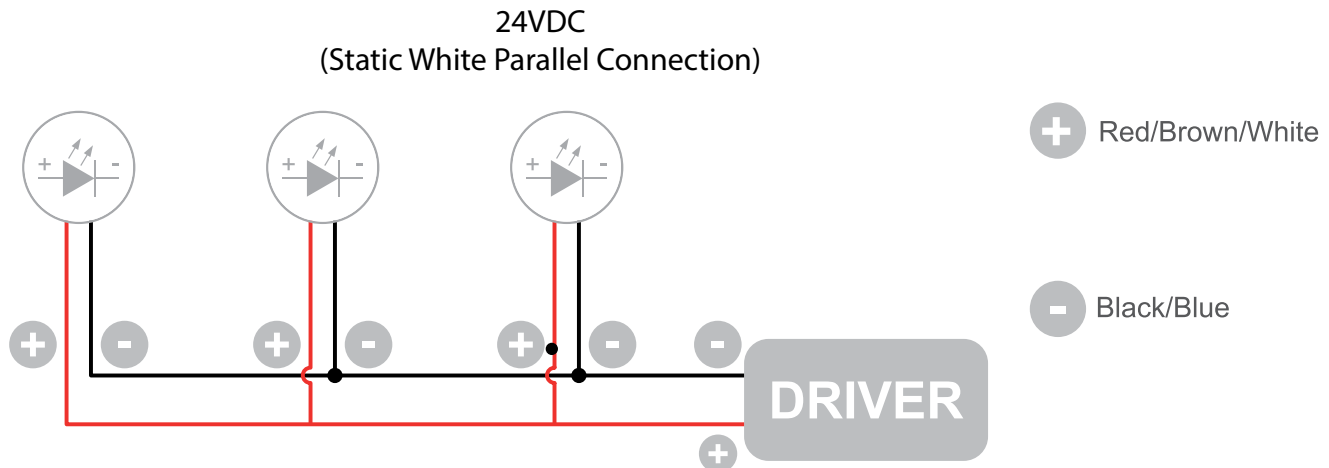 24VDC
(Static White Parallel Connection)
+ -
+ -
+ -
+ Red/Brown/White
+ -
+ -
+ -
-
- Black/Blue
DRIVER
+